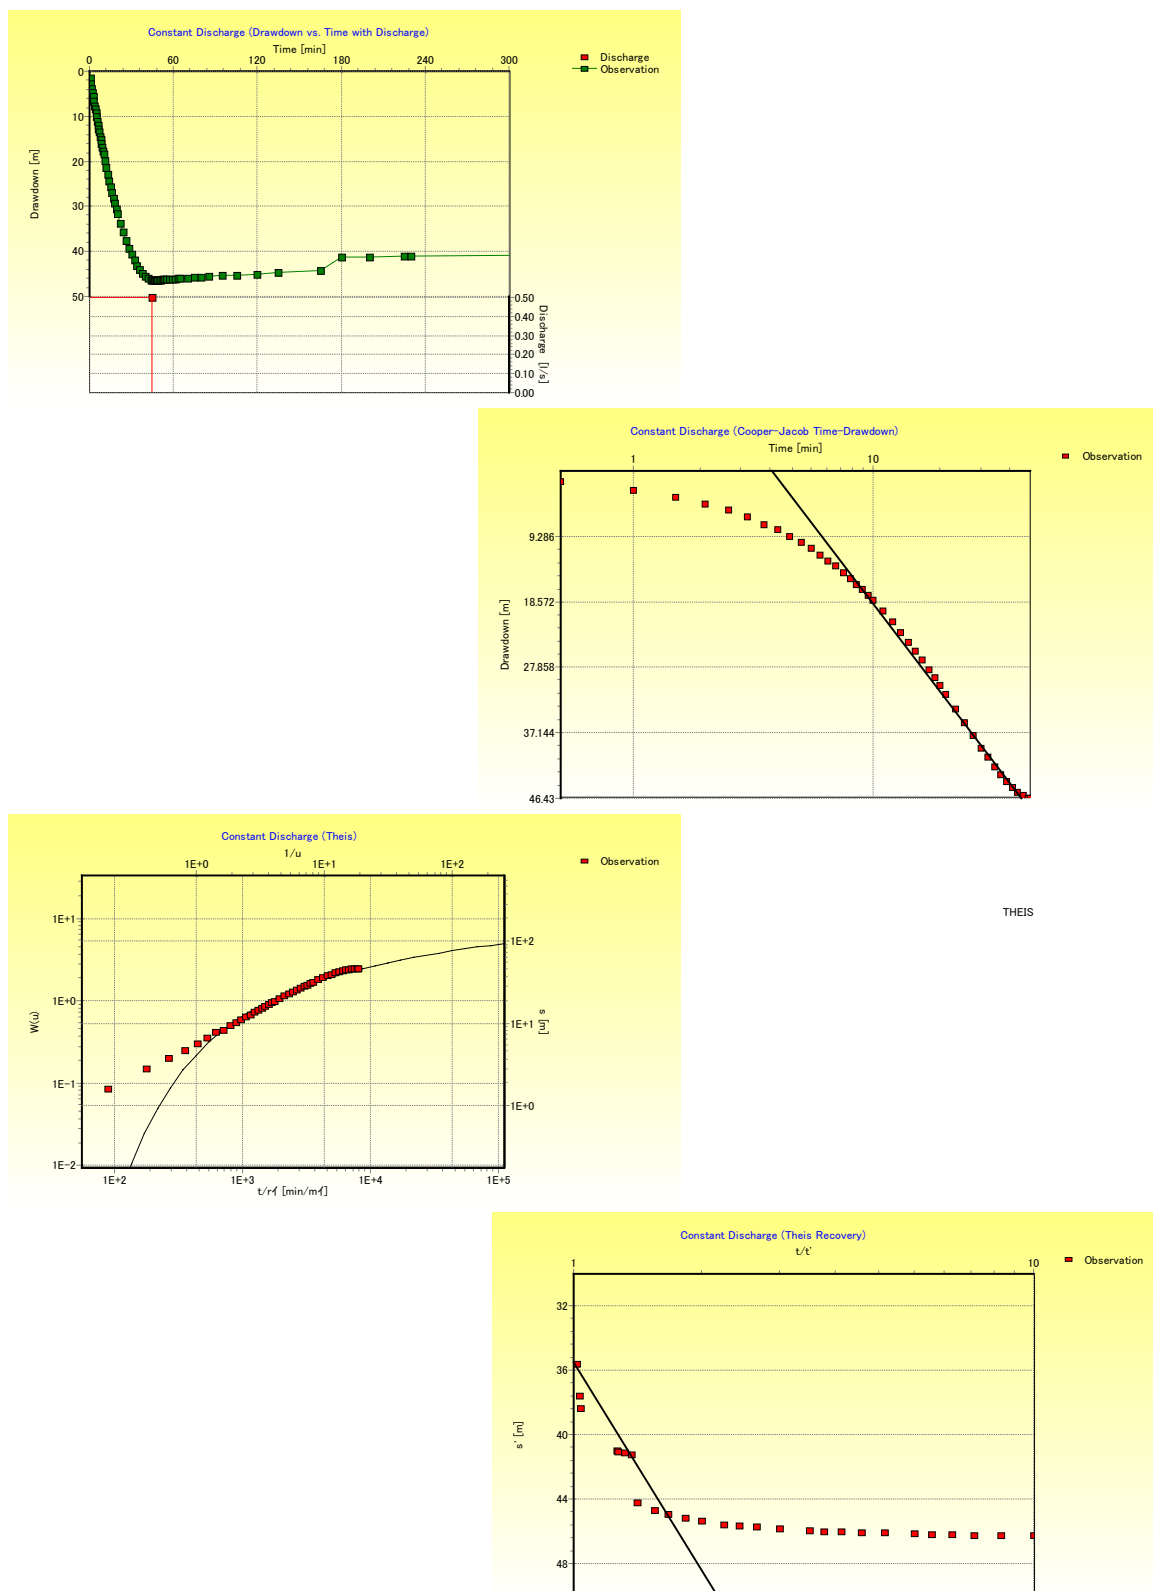 Constant Discharge (Drawdown vs. Time with Discharge)
Time [min]
0 60 120 180 240 300
Discharge
Observation
0
10
20
30
40
50
Drawdown [m]
0.50
0.40
0.30
0.20
0.10
0.00
Discharge [l/s]
Constant Discharge (Cooper-Jacob Time-Drawdown)
Time [min]
1 10
Observation
9.286
18.572
27.858
37.144
46.43
Drawdown [m]
Constant Discharge (Theis)
1/u
1E+0 1E+1 1E+2
Observation
1E+1
1E+0
1E-1
1E-2
W(u)
1E+2
1E+1
1E+0
s [m]
1E+2 1E+3 1E+4 1E+5
t/rイ [min/mイ]
THEIS
Constant Discharge (Theis Recovery)
t/t'
1 10
Observation
32
36
40
44
48
s' [m]